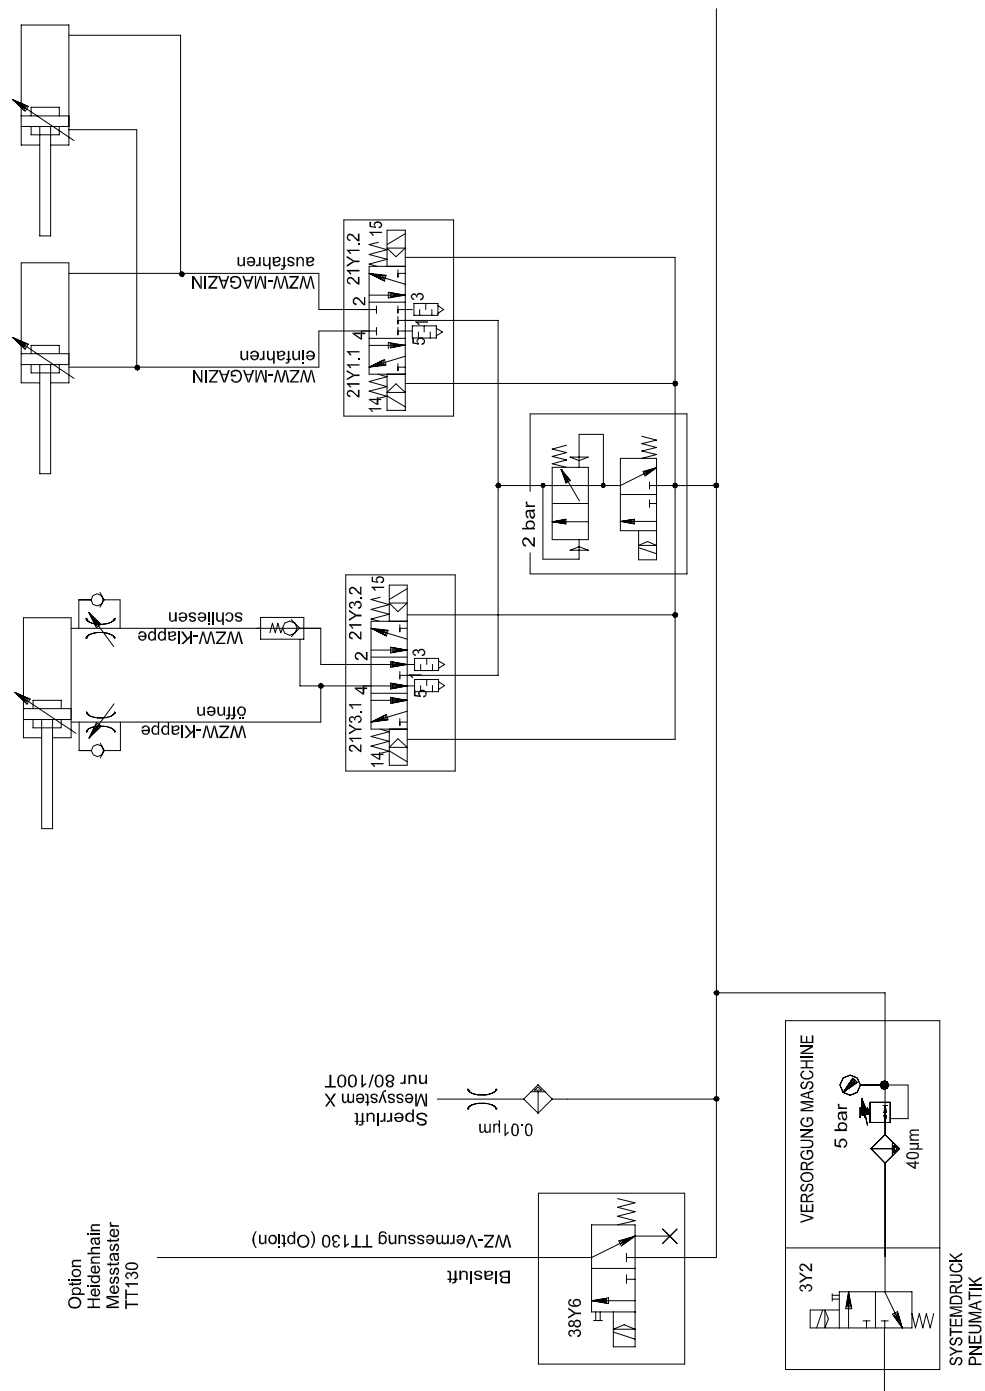 WZW-MAGAZIN
ausfahren
WZW-MAGAZIN
einfahren
21Y1.1
21Y1.2
14
15
4
2
5
1
3
2 bar
WZW-Klappe
schliesen
WZW-Klappe
öffnen
21Y3.1
21Y3.2
14
15
4
2
5
1
3
Sperrluft
Messystem X
nur 80/100T
0.01µm
Option
Heidenhain
Messtaster
TT130
Blasluft
WZ-Vermessung TT130 (Option)
38Y6
VERSORGUNG MASCHINE
5 bar
40µm
3Y2
SYSTEMDRUCK
PNEUMATIK